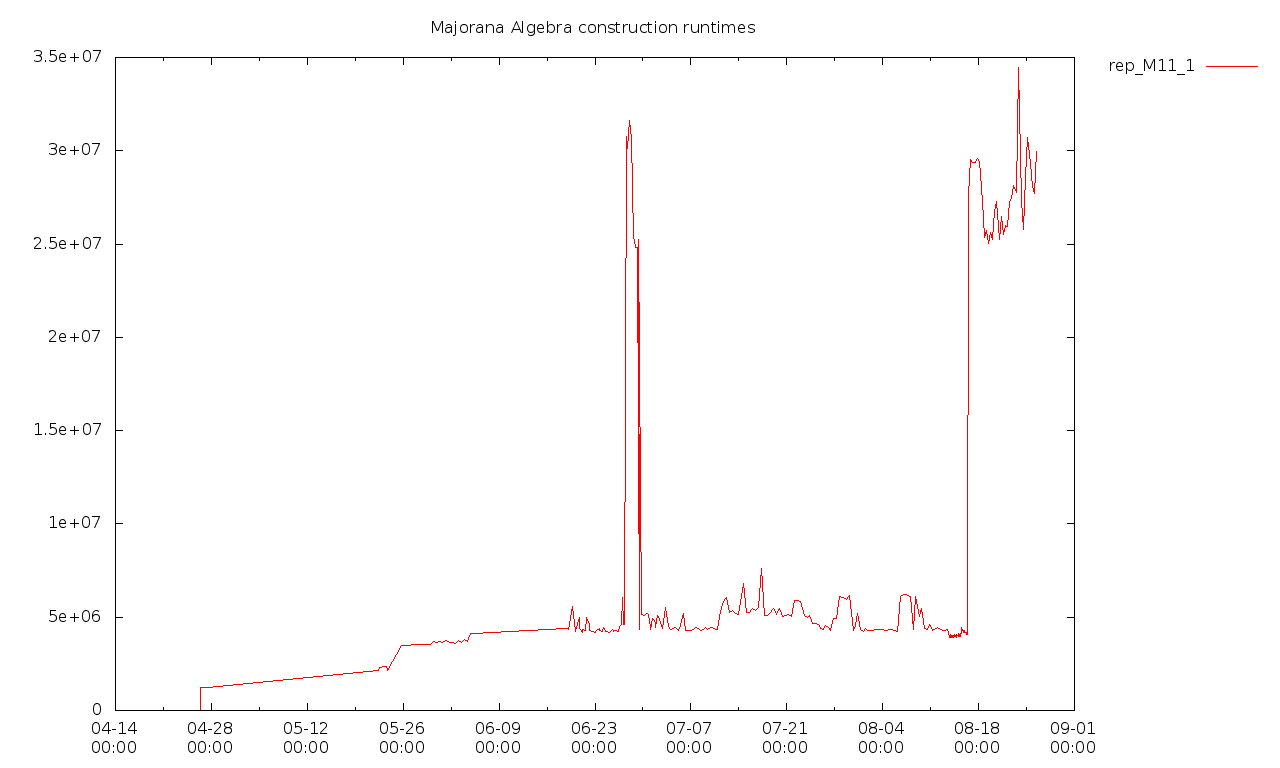 Majorana Algebra construction runtimes
rep_M11_1
3.5e+07
3e+07
2.5e+07
2e+07
1.5e+07
1e+07
5e+06
0
04-14 04-28 05-12 05-26 06-09 06-23 07-07 07-21 08-04 08-18 09-01
00:00 00:00 00:00 00:00 00:00 00:00 00:00 00:00 00:00 00:00 00:00